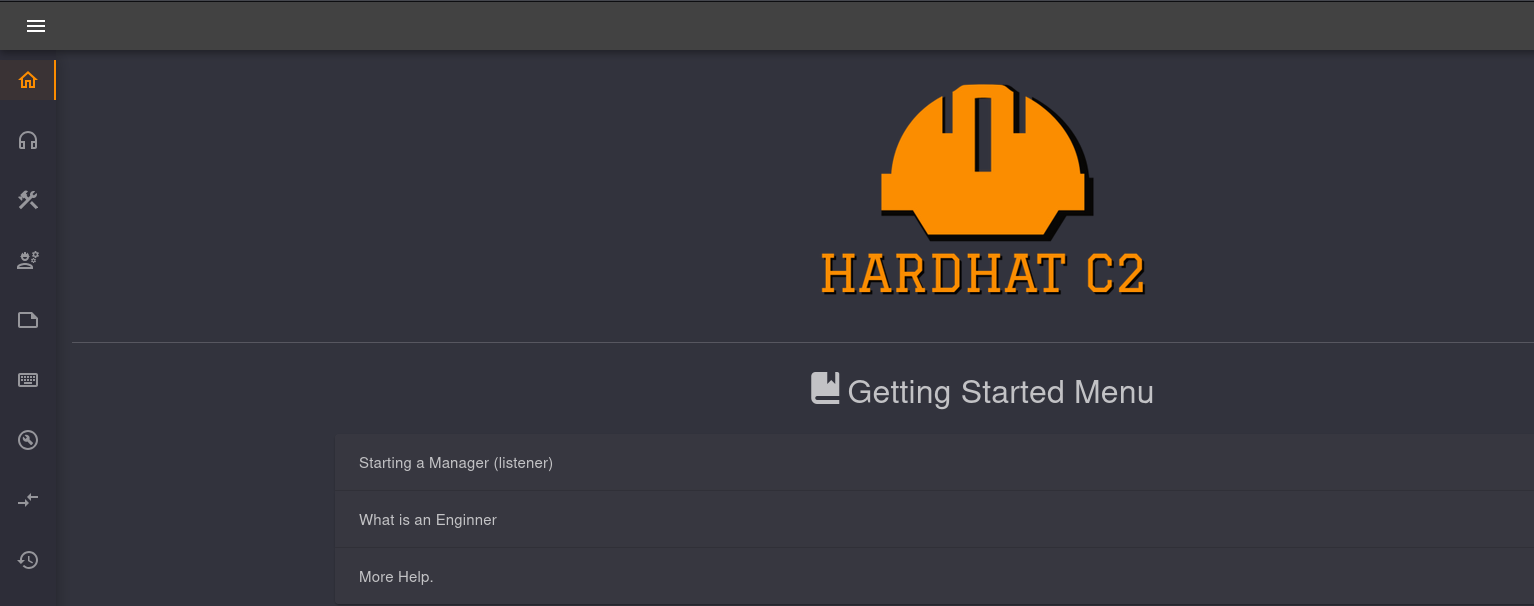 HARDHAT C2
Getting Started Menu
Starting a Manager (listener)
What is an Enginner
More Help.